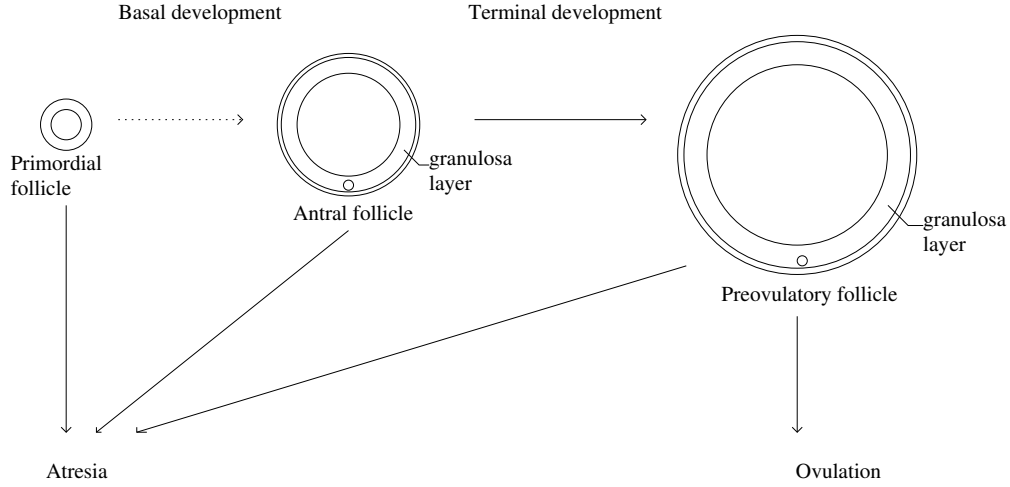 Basal development
Terminal development
Primordial
follicle
granulosa
layer
Antral follicle
granulosa
layer
Preovulatory follicle
Atresia
Ovulation